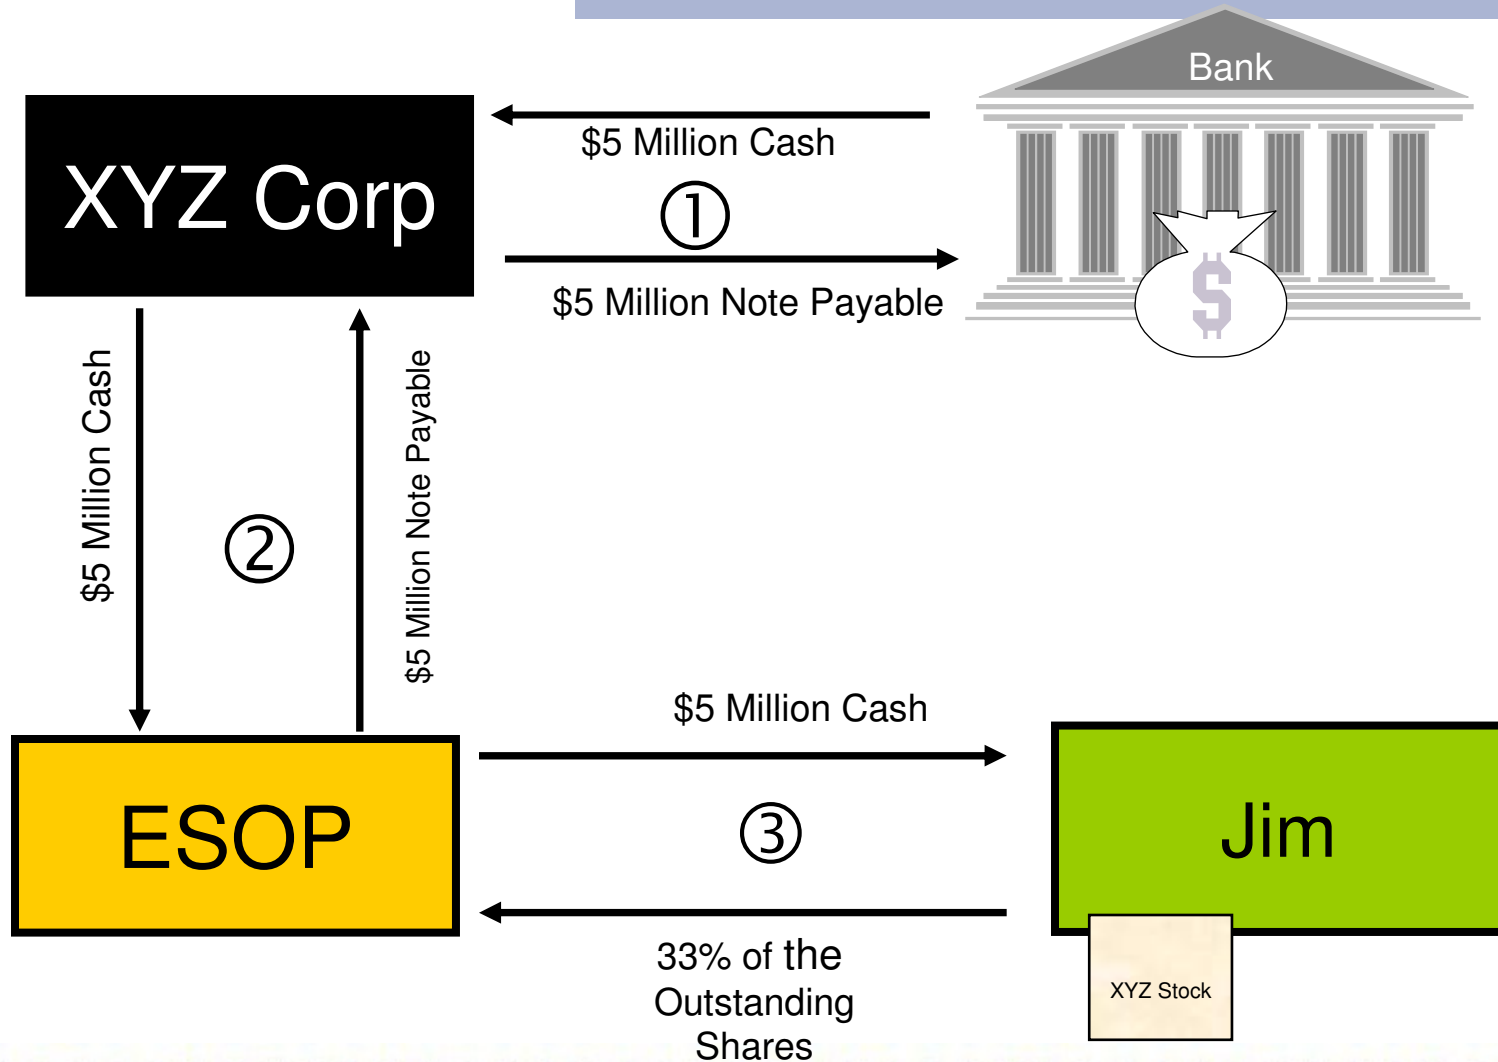 Bank
$5 Million Cash
XYZ Corp
①
$5 Million Note Payable
$5 Million Cash
$5 Million Note Payable
②
$5 Million Cash
ESOP
③
Jim
33% of the
Outstanding
Shares
XYZ Stock
$